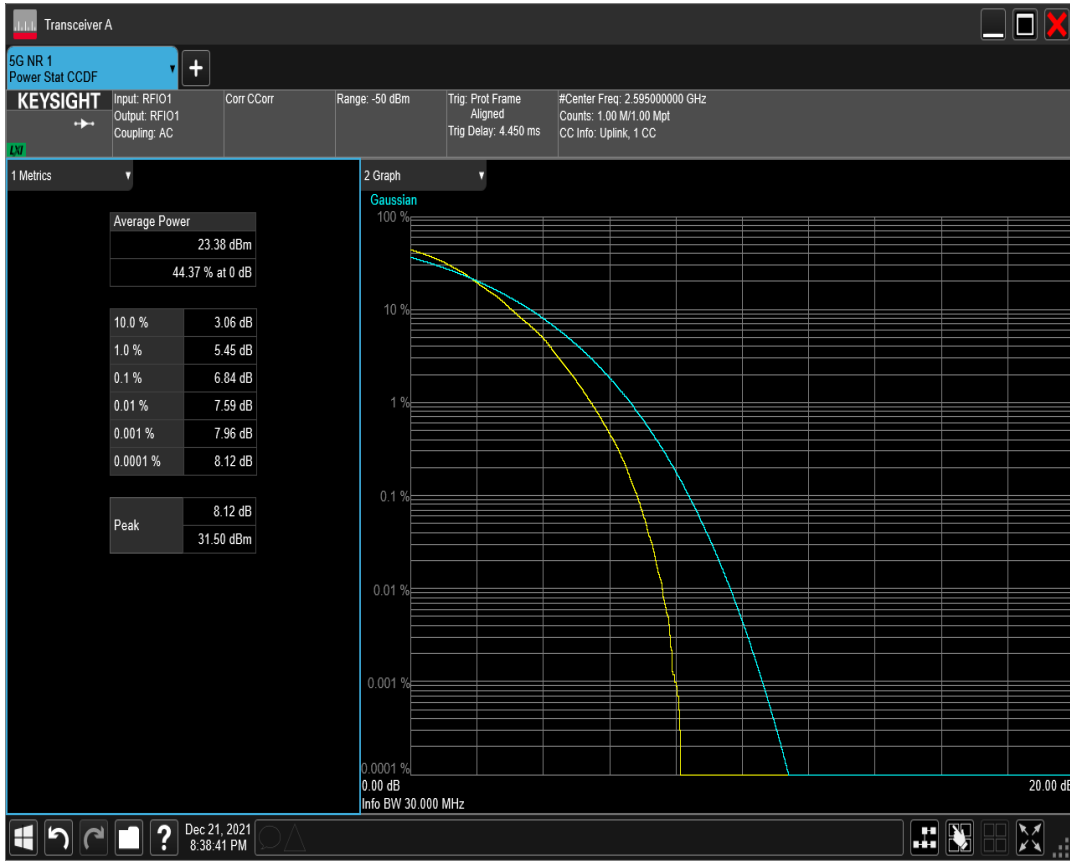 Transceiver A
5G NR 1
Power Stat CCDF
KEYSIGHT
LXI
Input: RFIO1
Output: RFIO1
Coupling: AC
Corr CCorr
Range: -50 dBm
Trig: Prot Frame
Aligned
Trig Delay: 4.450 ms
#Center Freq: 2.595000000 GHz
Counts: 1.00 M/1.00 Mpt
CC Info: Uplink, 1 CC
1 Metrics
Average Power
23.38 dBm
44.37 % at 0 dB
10.0 % 3.06 dB
1.0 % 5.45 dB
0.1 % 6.84 dB
0.01 % 7.59 dB
0.001 % 7.96 dB
0.0001 % 8.12 dB
Peak
8.12 dB
31.50 dBm
2 Graph
Gaussian
100 %
10 %
1 %
0.1 %
0.01 %
0.001 %
0.0001 %
0.00 dB
20.00 dB
Info BW 30.000 MHz
?
Dec 21, 2021
8:38:41 PM